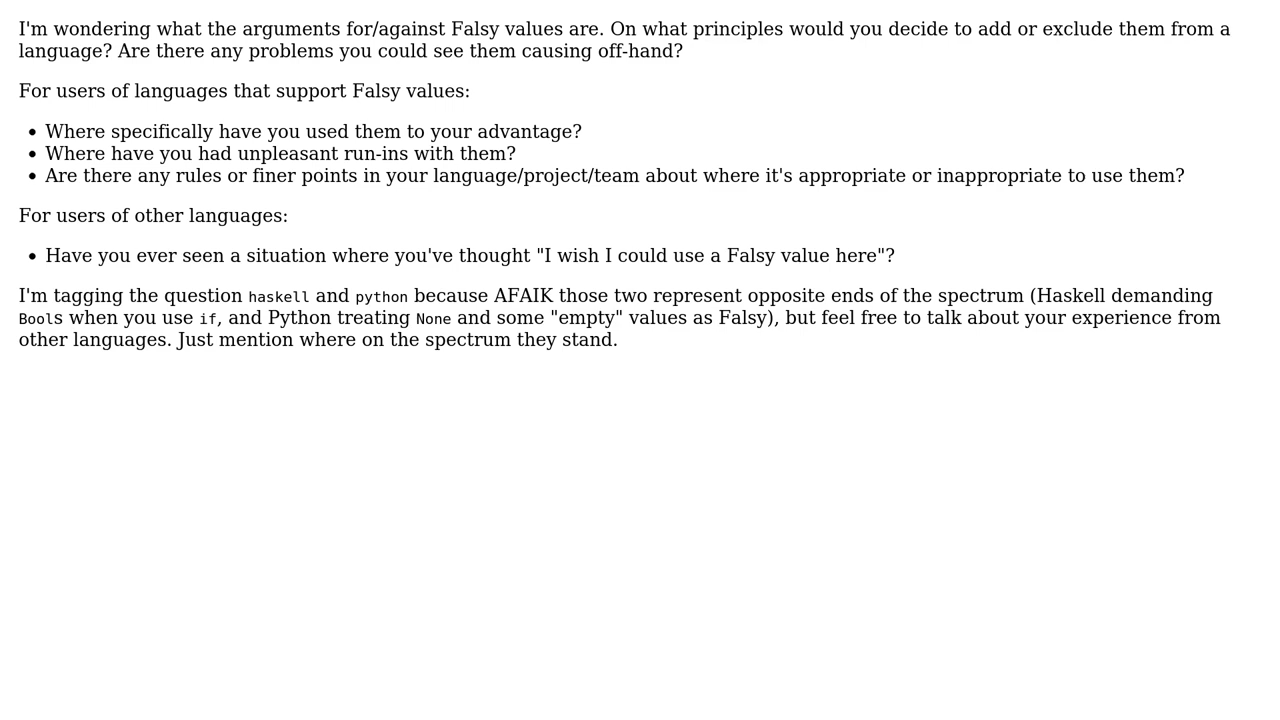 I'm wondering what the arguments for/against Falsy values are. On what principles would you decide to add or exclude them from a
language? Are there any problems you could see them causing off-hand?
For users of languages that support Falsy values:
• Where specifically have you used them to your advantage?
• Where have you had unpleasant run-ins with them?
• Are there any rules or finer points in your language/project/team about where it's appropriate or inappropriate to use them?
For users of other languages:
• Have you ever seen a situation where you've thought "I wish I could use a Falsy value here"?
I'm tagging the question haskell and python because AFAIK those two represent opposite ends of the spectrum (Haskell demanding
Bools when you use if, and Python treating None and some "empty" values as Falsy), but feel free to talk about your experience from
other languages. Just mention where on the spectrum they stand.